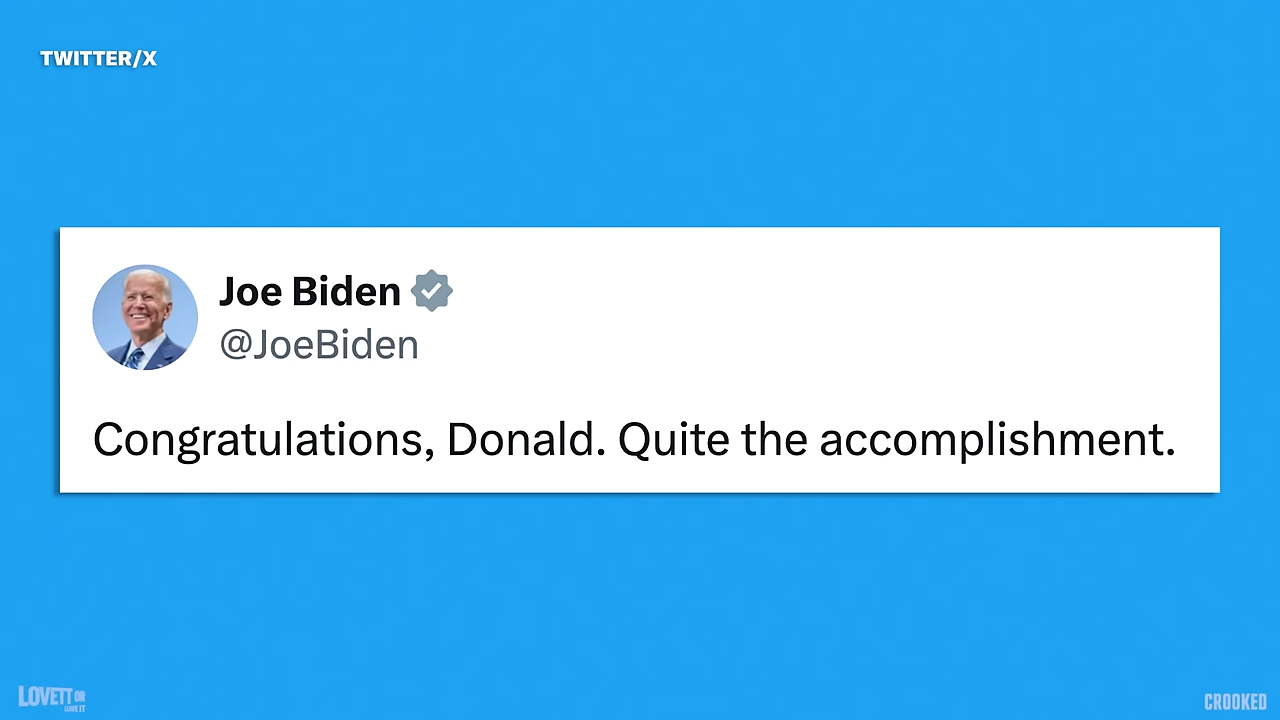 TWITTER/X
Joe Biden
@JoeBiden
Congratulations, Donald. Quite the accomplishment.
LOVETT OR
LEAVE IT
CROOKED